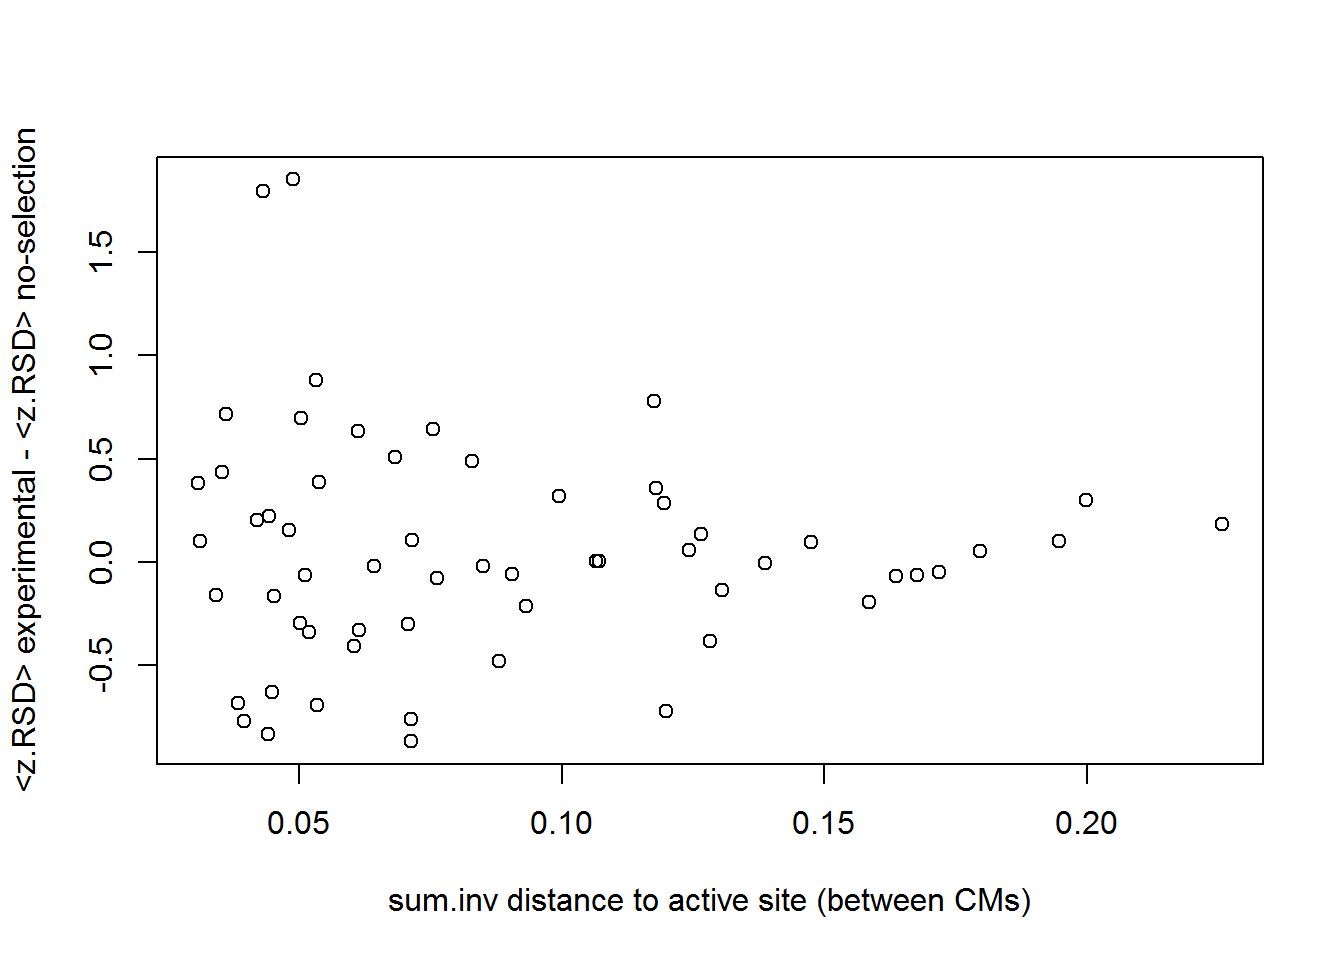 <z.RSD> experimental - <z.RSD> no-selection
1.5
1.0
0.5
0.0
-0.5
0.05 0.10 0.15 0.20
sum.inv distance to active site (between CMs)